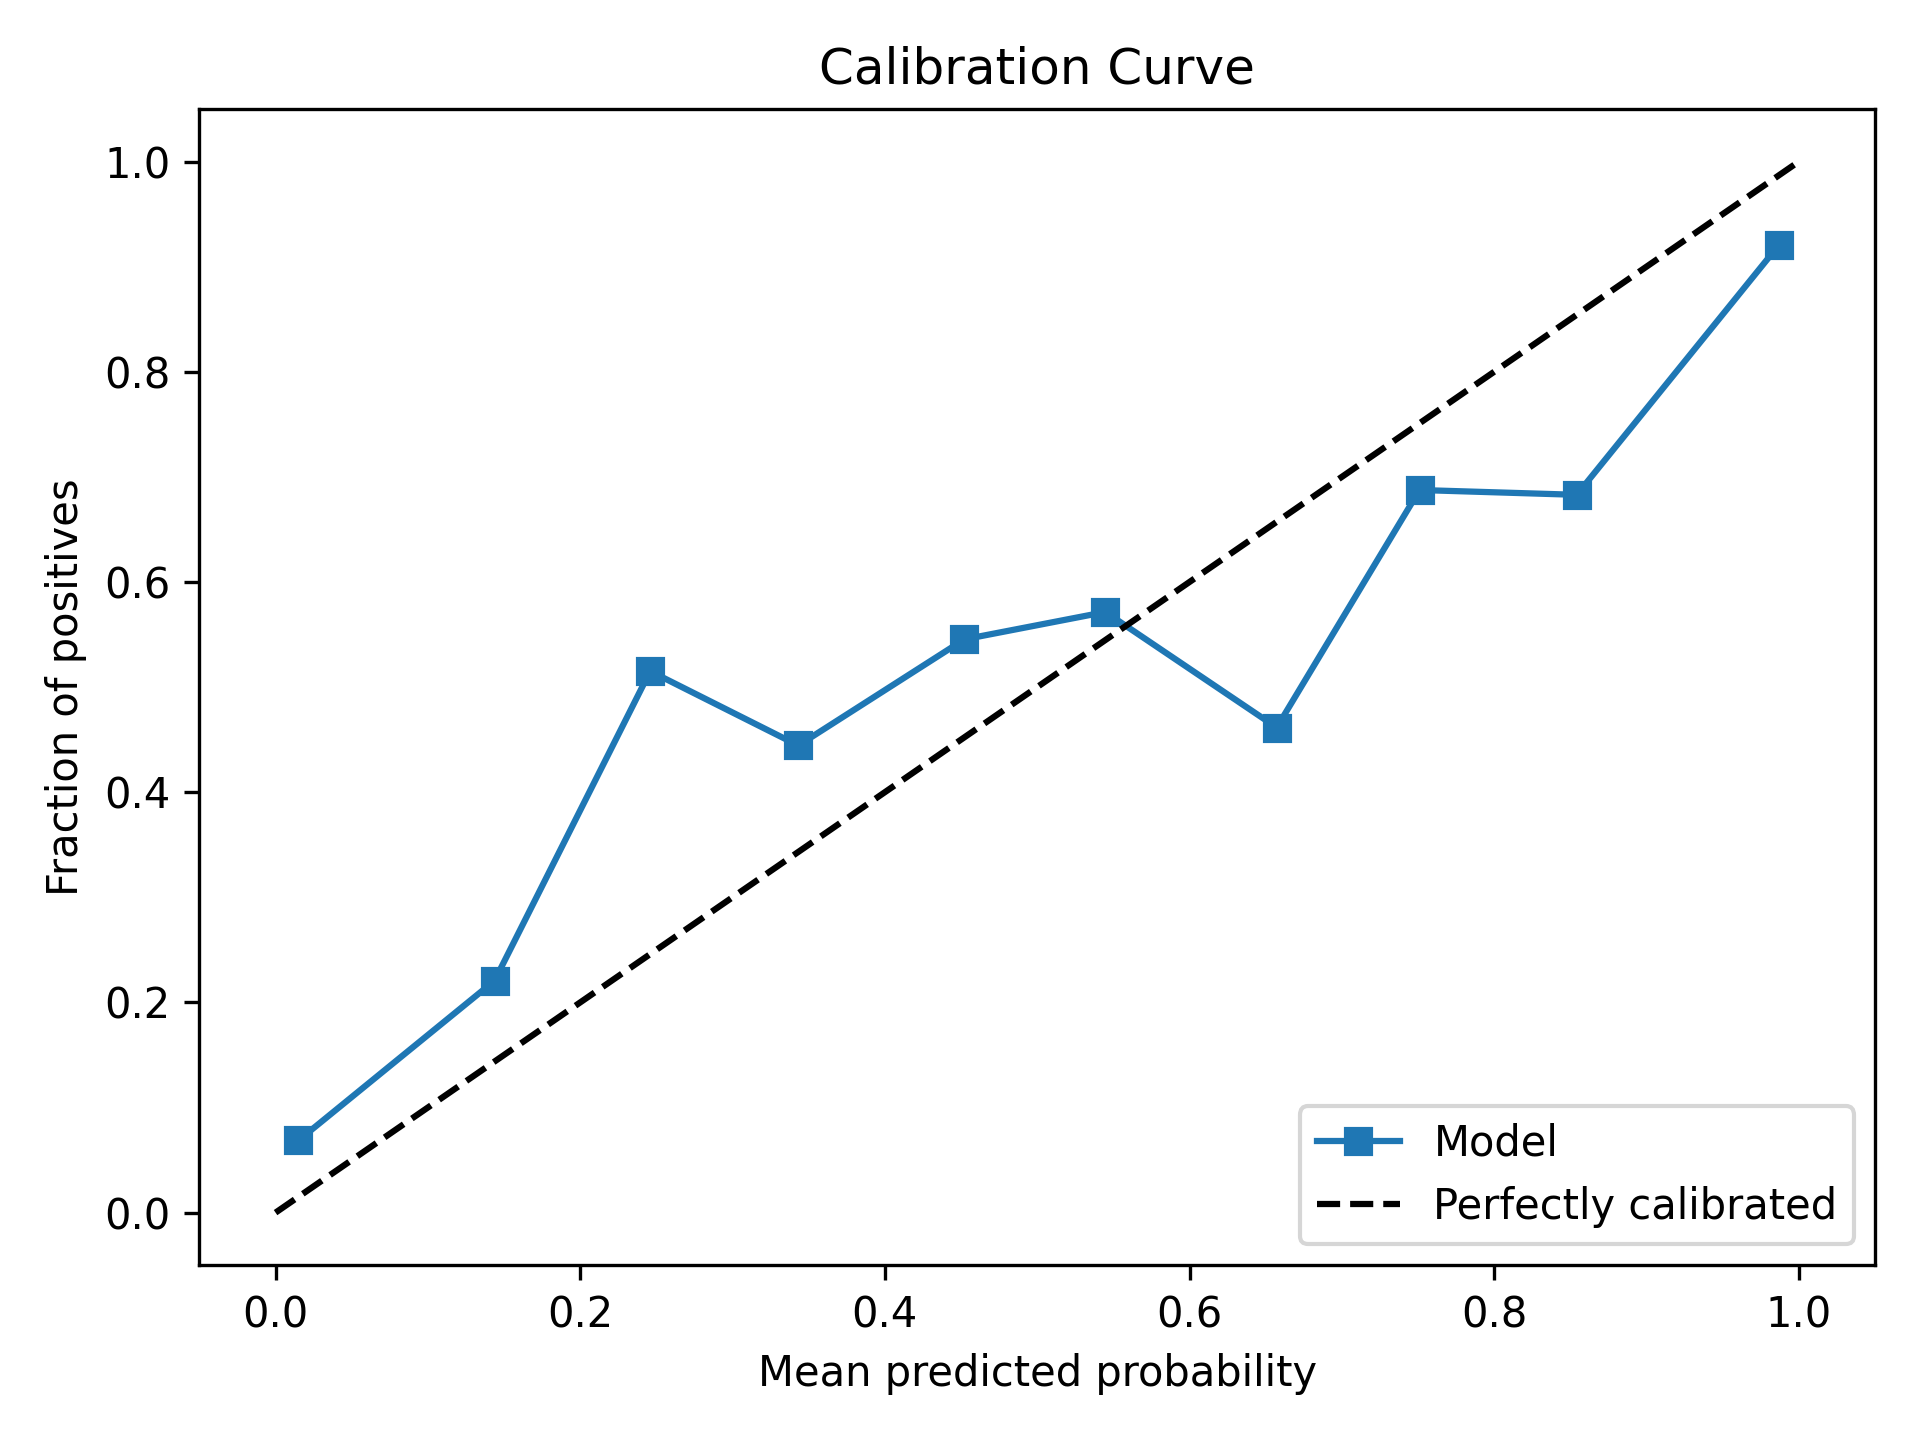 Calibration Curve
1.0
0.8
0.6
0.4
0.2
0.0
Fraction of positives
0.0 0.2 0.4 0.6 0.8 1.0
Mean predicted probability
Model
Perfectly calibrated